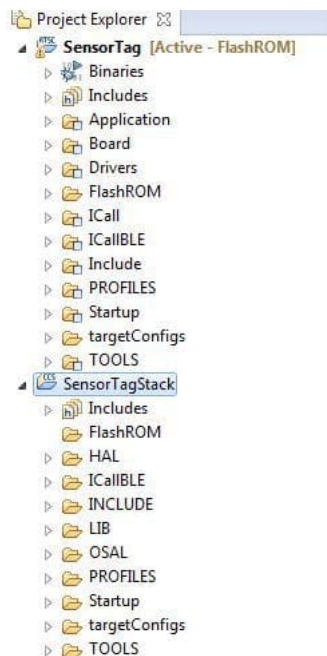 Project Explorer
SensorTag [Active - FlashROM]
Binaries
Includes
Application
Board
Drivers
FlashROM
ICall
ICallBLE
Include
PROFILES
Startup
targetConfigs
TOOLS
SensorTagStack
Includes
FlashROM
HAL
ICallBLE
INCLUDE
LIB
OSAL
PROFILES
Startup
targetConfigs
TOOLS